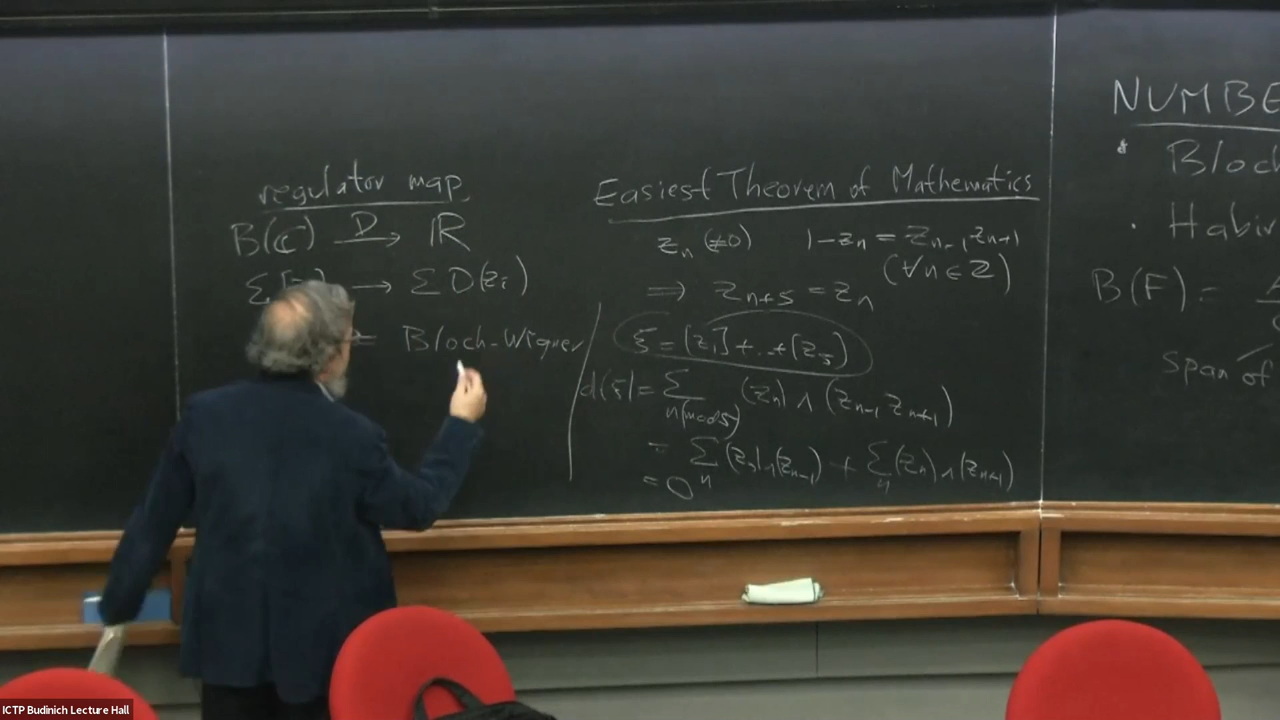 regulator map
B(ℂ) —D→ ℝ
Σ → ΣD(zᵢ)
= Bloch-Wigner
Easiest Theorem of Mathematics
zₙ (≠0) 1-zₙ = zₙ₋₁ zₙ₊₁
(∀n∈ℤ)
⟹ zₙ₊₅ = zₙ
ξ = [z₁]+..+[z₅]
d(ξ) = Σ (zₙ) ∧ (zₙ₋₁ zₙ₊₁)
n(mod 5)
= Σ (zₙ)∧(zₙ₋₁) + Σ (zₙ)∧(zₙ₊₁)
n n
= 0
NUMBE
• Bloc
• Habir
B(F) =
span of
ICTP Budinich Lecture Hall